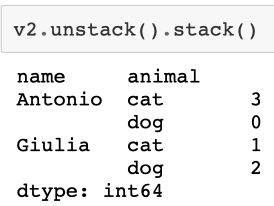 v2.unstack().stack()
name     animal
Antonio  cat       3
         dog       0
Giulia   cat       1
         dog       2
dtype: int64